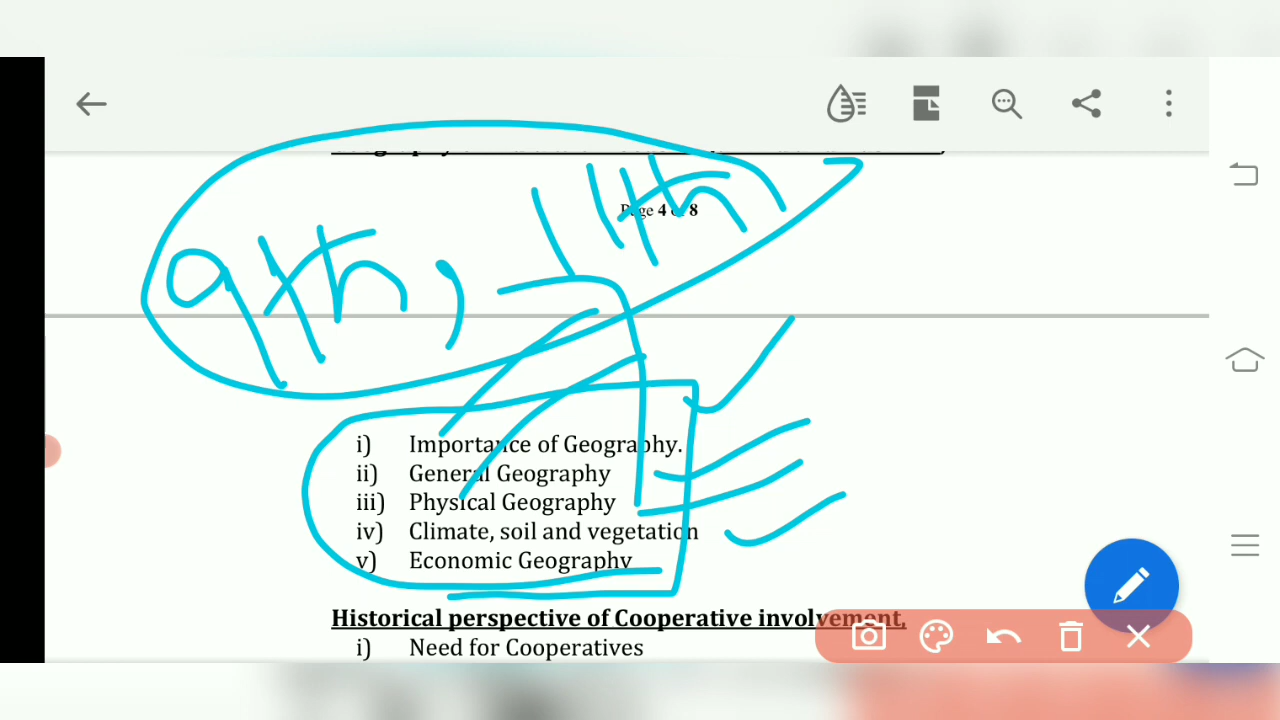 Page 4 of 8
9th, 11th
i) Importance of Geography.
ii) General Geography
iii) Physical Geography
iv) Climate, soil and vegetation
v) Economic Geography
Historical perspective of Cooperative involvement,
i) Need for Cooperatives